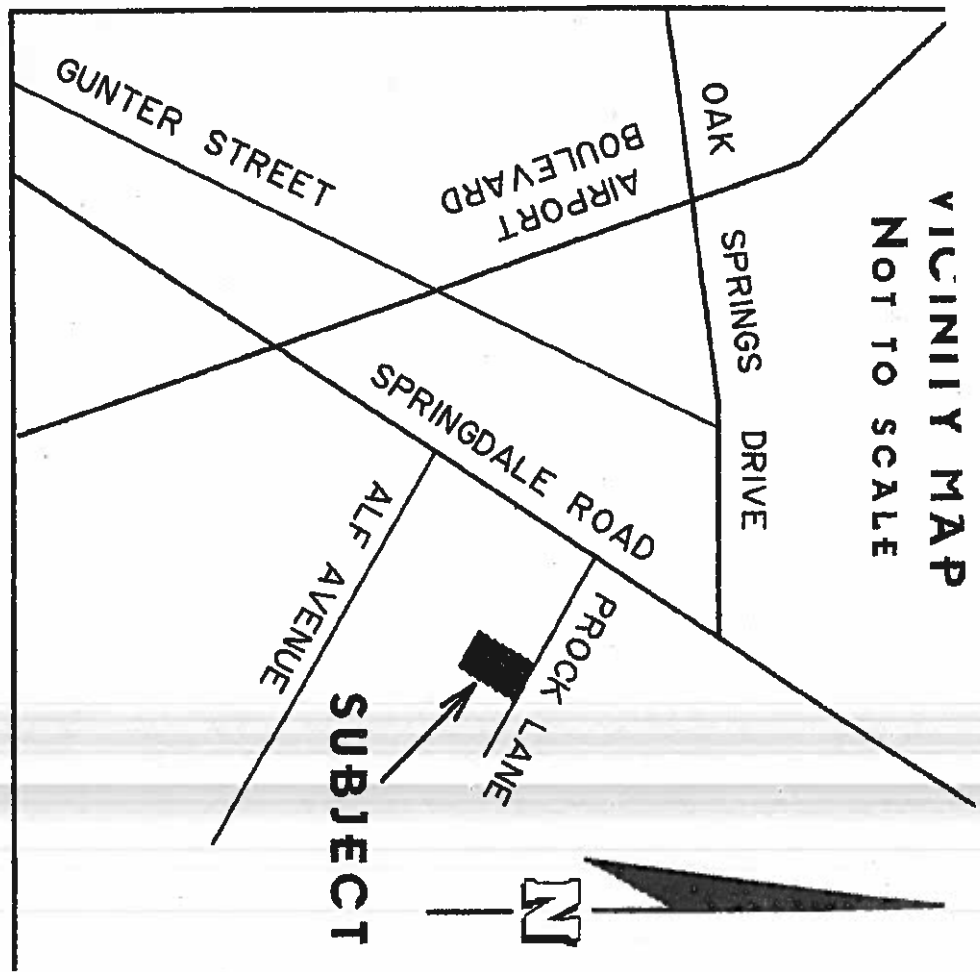 VICINITY MAP
NOT TO SCALE
OAK SPRINGS DRIVE
AIRPORT
BOULEVARD
GUNTER STREET
SPRINGDALE ROAD
PROCK LANE
ALF AVENUE
SUBJECT
N